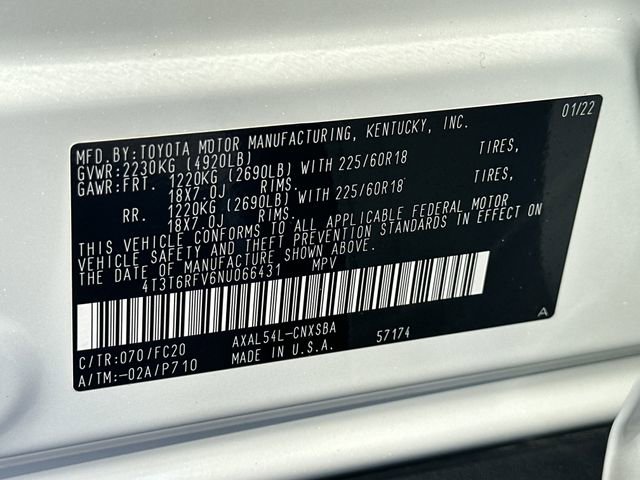 01/22
MFD.BY:TOYOTA MOTOR MANUFACTURING, KENTUCKY, INC.
GVWR:2230KG (4920LB)
GAWR:FRT. 1220KG (2690LB) WITH 225/60R18 TIRES,
18X7.0J RIMS.
RR. 1220KG (2690LB) WITH 225/60R18 TIRES,
18X7.0J RIMS.
THIS VEHICLE CONFORMS TO ALL APPLICABLE FEDERAL MOTOR
VEHICLE SAFETY AND THEFT PREVENTION STANDARDS IN EFFECT ON
THE DATE OF MANUFACTURE SHOWN ABOVE.
4T3T6RFV6NU066431 MPV
C/TR:070/FC20 AXAL54L-CNXSBA 57174 A
A/TM:-02A/P710 MADE IN U.S.A.